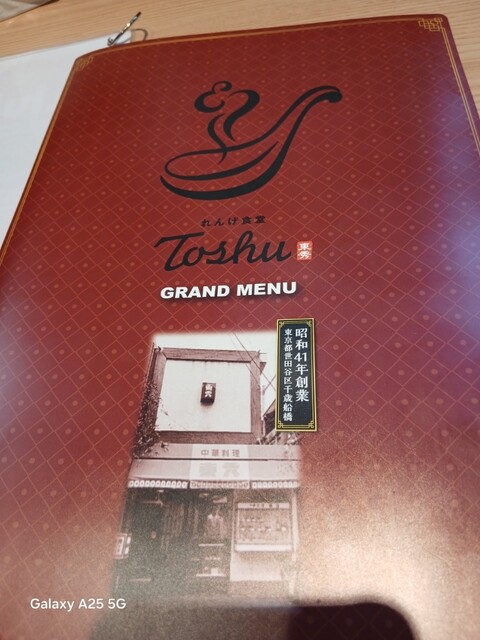 れんげ食堂
Toshu
東秀
GRAND MENU
昭和41年創業
東京都世田谷区千歳船橋
中華料理
東秀
Galaxy A25 5G